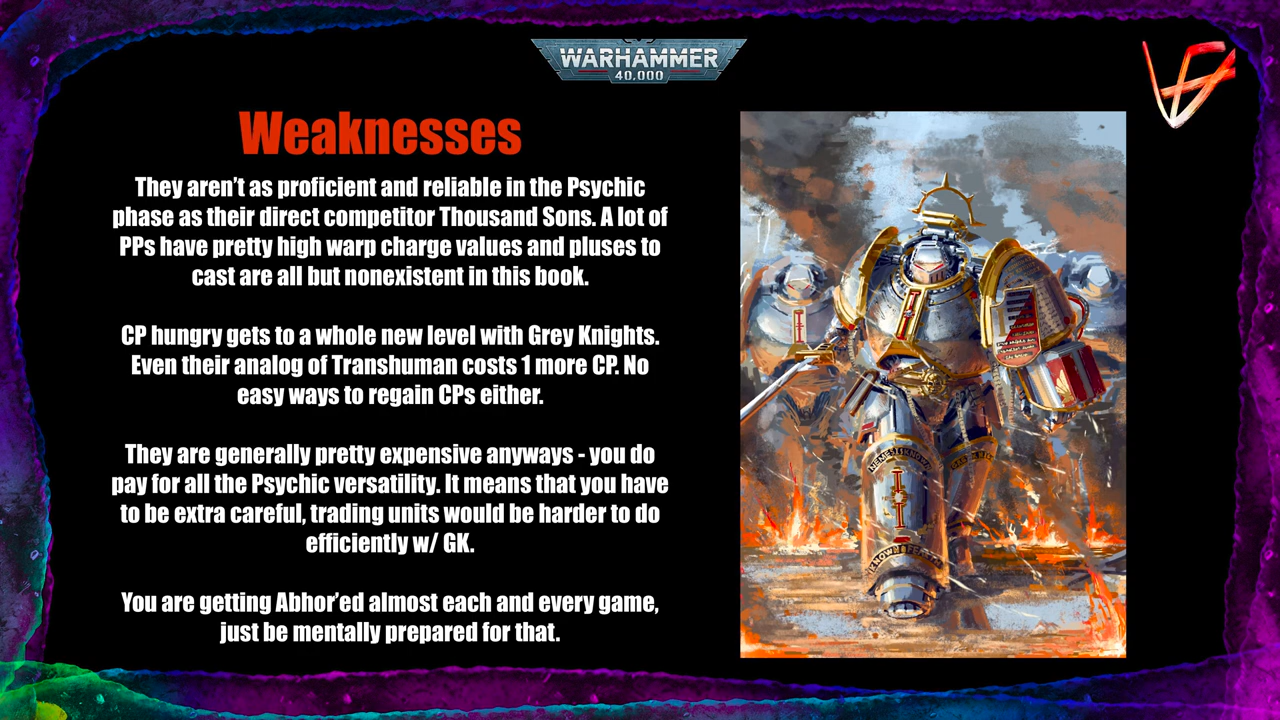 WARHAMMER
40,000
Weaknesses
They aren't as proficient and reliable in the Psychic
phase as their direct competitor Thousand Sons. A lot of
PPs have pretty high warp charge values and pluses to
cast are all but nonexistent in this book.
CP hungry gets to a whole new level with Grey Knights.
Even their analog of Transhuman costs 1 more CP. No
easy ways to regain CPs either.
They are generally pretty expensive anyways - you do
pay for all the Psychic versatility. It means that you have
to be extra careful, trading units would be harder to do
efficiently w/ GK.
You are getting Abhor'ed almost each and every game,
just be mentally prepared for that.